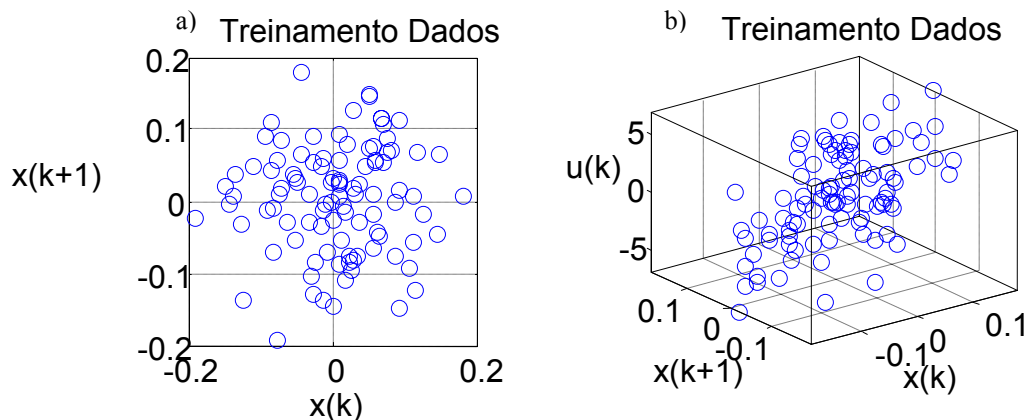 a) Treinamento Dados
0.2
0.1
x(k+1)
0
-0.1
-0.2
-0.2 0 0.2
x(k)
b) Treinamento Dados
5
u(k)
0
-5
0.1
0
-0.1
x(k+1)
-0.1
0
0.1
x(k)